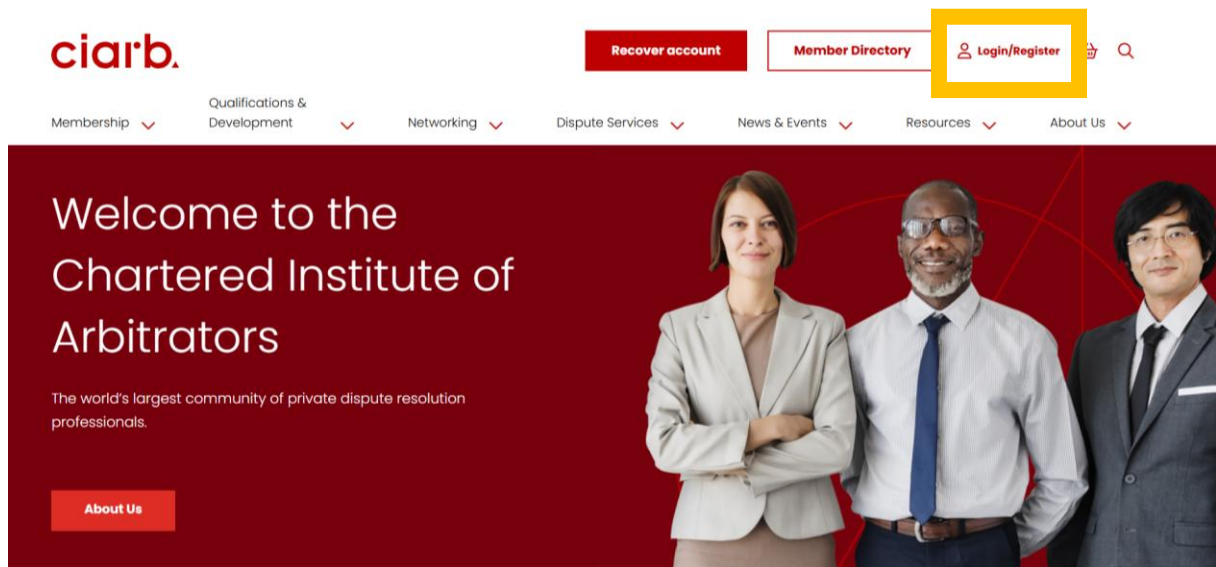 ciarb.
Recover account
Member Directory
Login/Register
Membership
Qualifications &
Development
Networking
Dispute Services
News & Events
Resources
About Us
Welcome to the
Chartered Institute of
Arbitrators
The world's largest community of private dispute resolution
professionals.
About Us